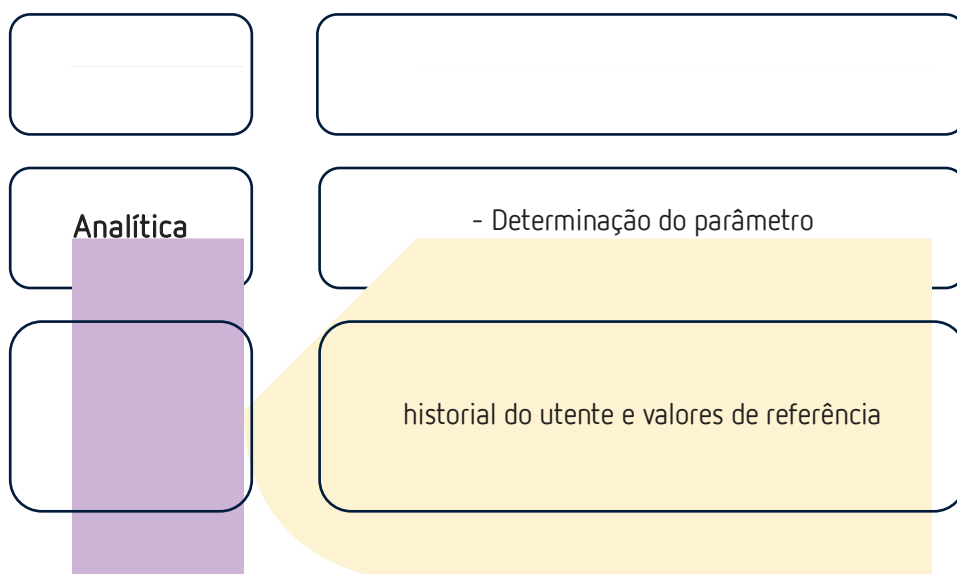 Analítica
- Determinação do parâmetro
historial do utente e valores de referência